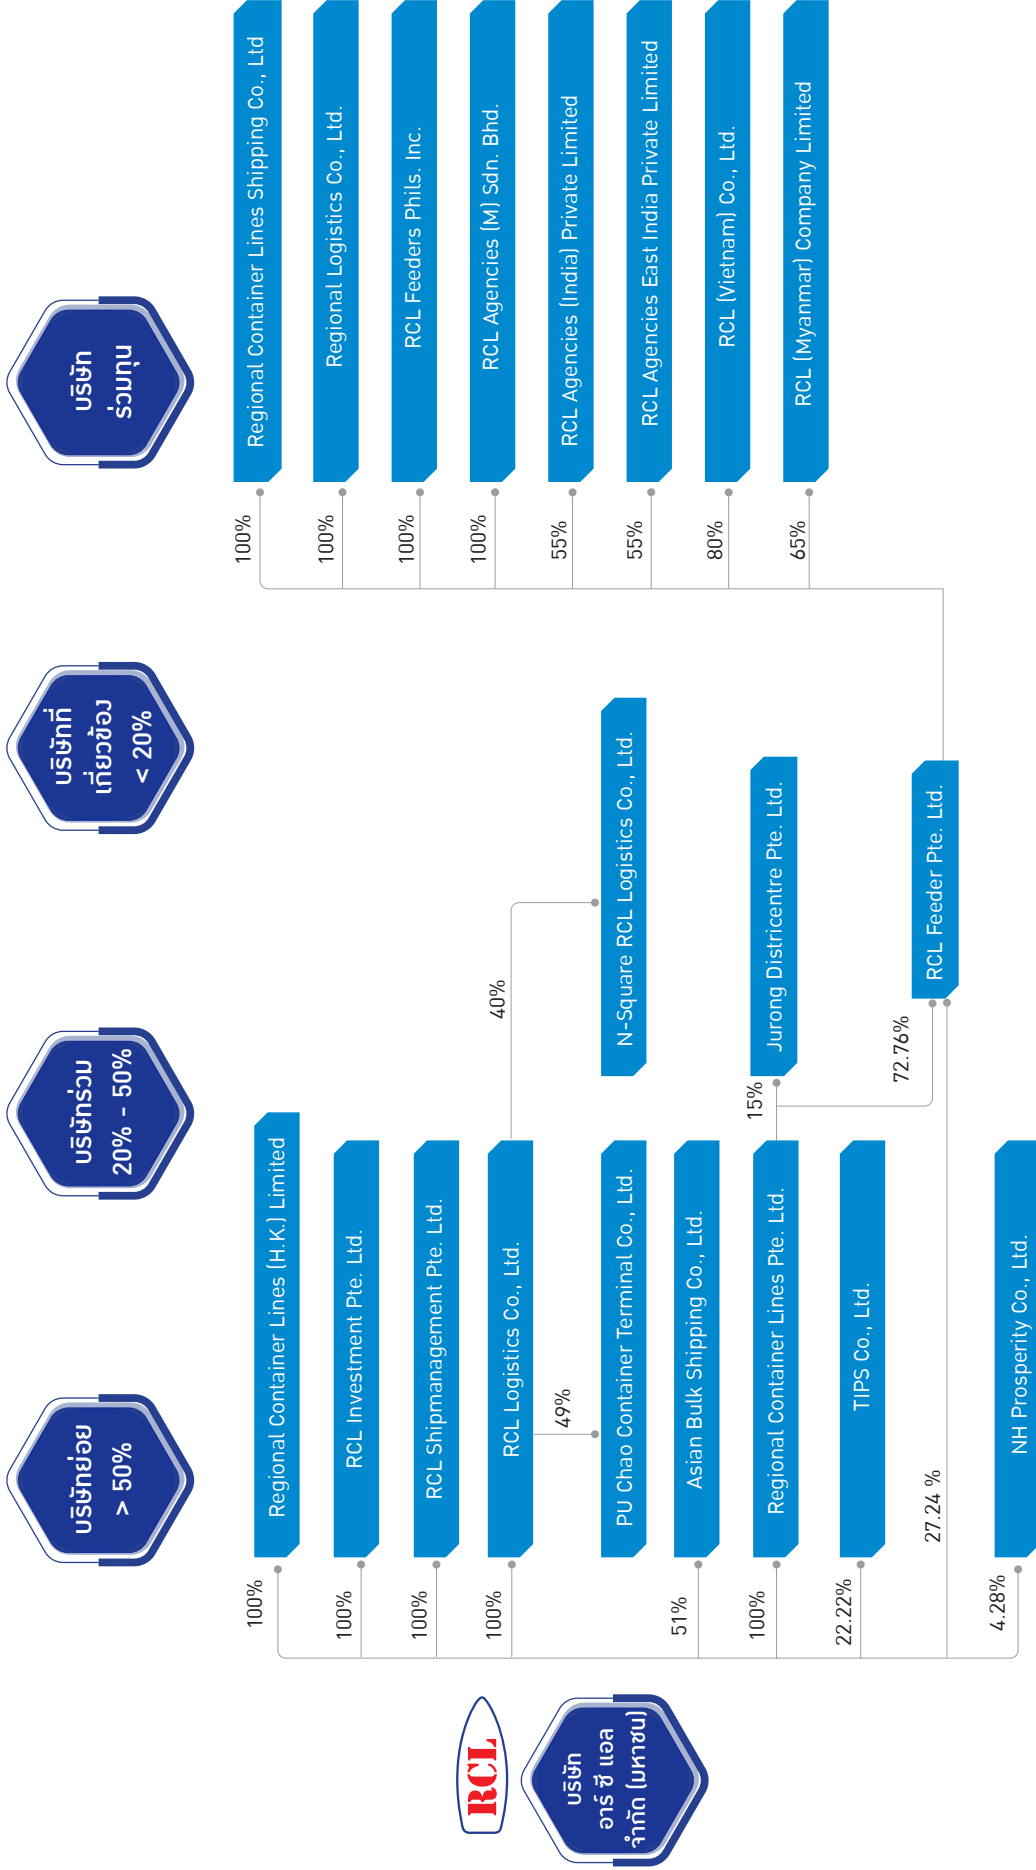 บริษัทย่อย
> 50%
บริษัทร่วม
20% - 50%
บริษัทที่
เกี่ยวข้อง
< 20%
บริษัท
ร่วมทุน
RCL
บริษัท
อาร์ ซี แอล
จำกัด (มหาชน)
100%
Regional Container Lines (H.K.) Limited
100%
RCL Investment Pte. Ltd.
100%
RCL Shipmanagement Pte. Ltd.
100%
RCL Logistics Co., Ltd.
40%
N-Square RCL Logistics Co., Ltd.
49%
PU Chao Container Terminal Co., Ltd.
51%
Asian Bulk Shipping Co., Ltd.
100%
Regional Container Lines Pte. Ltd.
15%
Jurong Districentre Pte. Ltd.
72.76%
RCL Feeder Pte. Ltd.
22.22%
TIPS Co., Ltd.
27.24 %
4.28%
NH Prosperity Co., Ltd.
100%
Regional Container Lines Shipping Co., Ltd
100%
Regional Logistics Co., Ltd.
100%
RCL Feeders Phils. Inc.
100%
RCL Agencies (M) Sdn. Bhd.
55%
RCL Agencies (India) Private Limited
55%
RCL Agencies East India Private Limited
80%
RCL (Vietnam) Co., Ltd.
65%
RCL (Myanmar) Company Limited